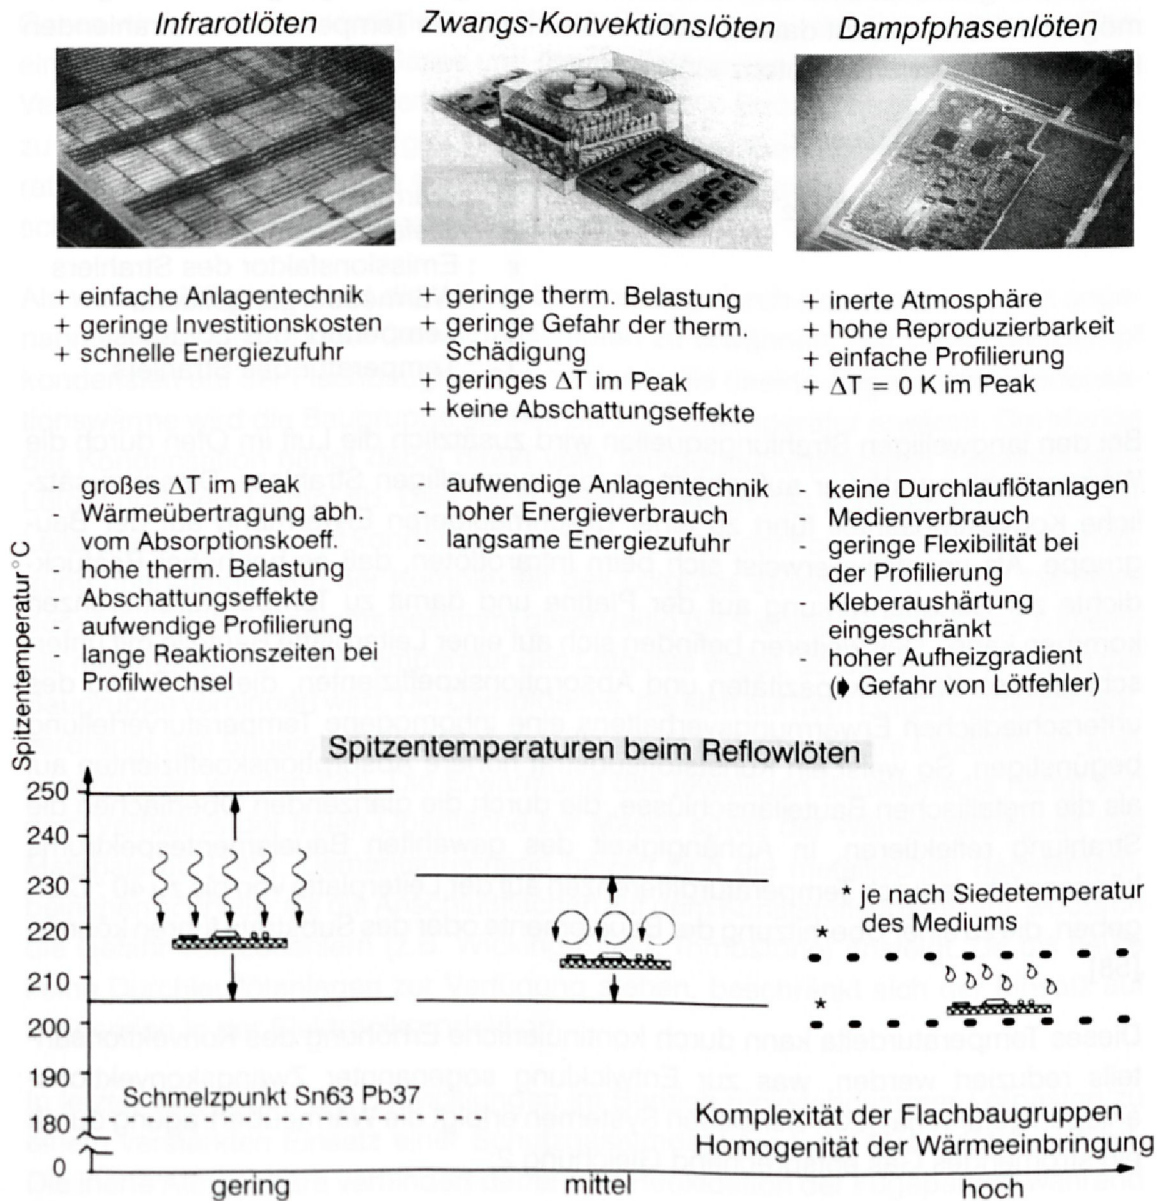 Infrarotlöten
Zwangs-Konvektionslöten
Dampfphasenlöten
+ einfache Anlagentechnik
+ geringe Investitionskosten
+ schnelle Energiezufuhr
+ geringe therm. Belastung
+ geringe Gefahr der therm.
Schädigung
+ geringes ΔT im Peak
+ keine Abschattungseffekte
+ inerte Atmosphäre
+ hohe Reproduzierbarkeit
+ einfache Profilierung
+ ΔT = 0 K im Peak
- großes ΔT im Peak
- Wärmeübertragung abh.
vom Absorptionskoeff.
- hohe therm. Belastung
- Abschattungseffekte
- aufwendige Profilierung
- lange Reaktionszeiten bei
Profilwechsel
- aufwendige Anlagentechnik
- hoher Energieverbrauch
- langsame Energiezufuhr
- keine Durchlauflötanlagen
- Medienverbrauch
- geringe Flexibilität bei
der Profilierung
- Kleberaushärtung
eingeschränkt
- hoher Aufheizgradient
(➧ Gefahr von Lötfehler)
Spitzentemperatur °C
Spitzentemperaturen beim Reflowlöten
250
240
230
220
210
200
190
180
0
* je nach Siedetemperatur
des Mediums
*
*
Schmelzpunkt Sn63 Pb37
Komplexität der Flachbaugruppen
Homogenität der Wärmeeinbringung
gering
mittel
hoch